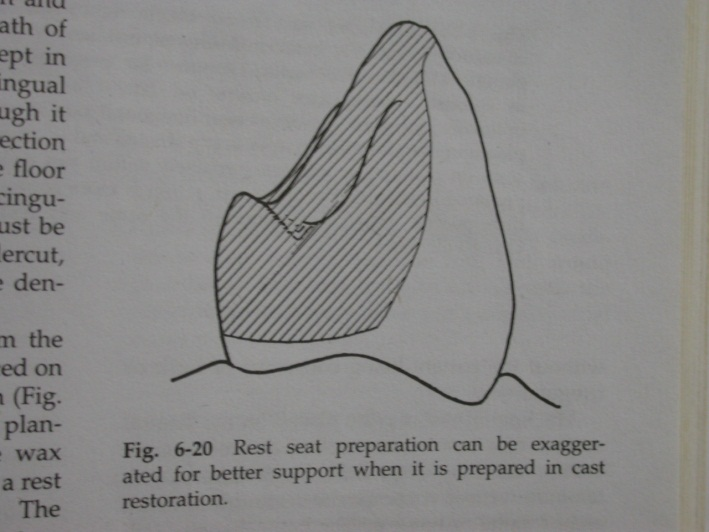 ath of
ept in
ingual
ugh it
ection
floor
cingu-
ust be
lercut,
den-
m the
ed on
(Fig.
plan-
wax
a rest
The
Fig. 6-20 Rest seat preparation can be exagger-
ated for better support when it is prepared in cast
restoration.